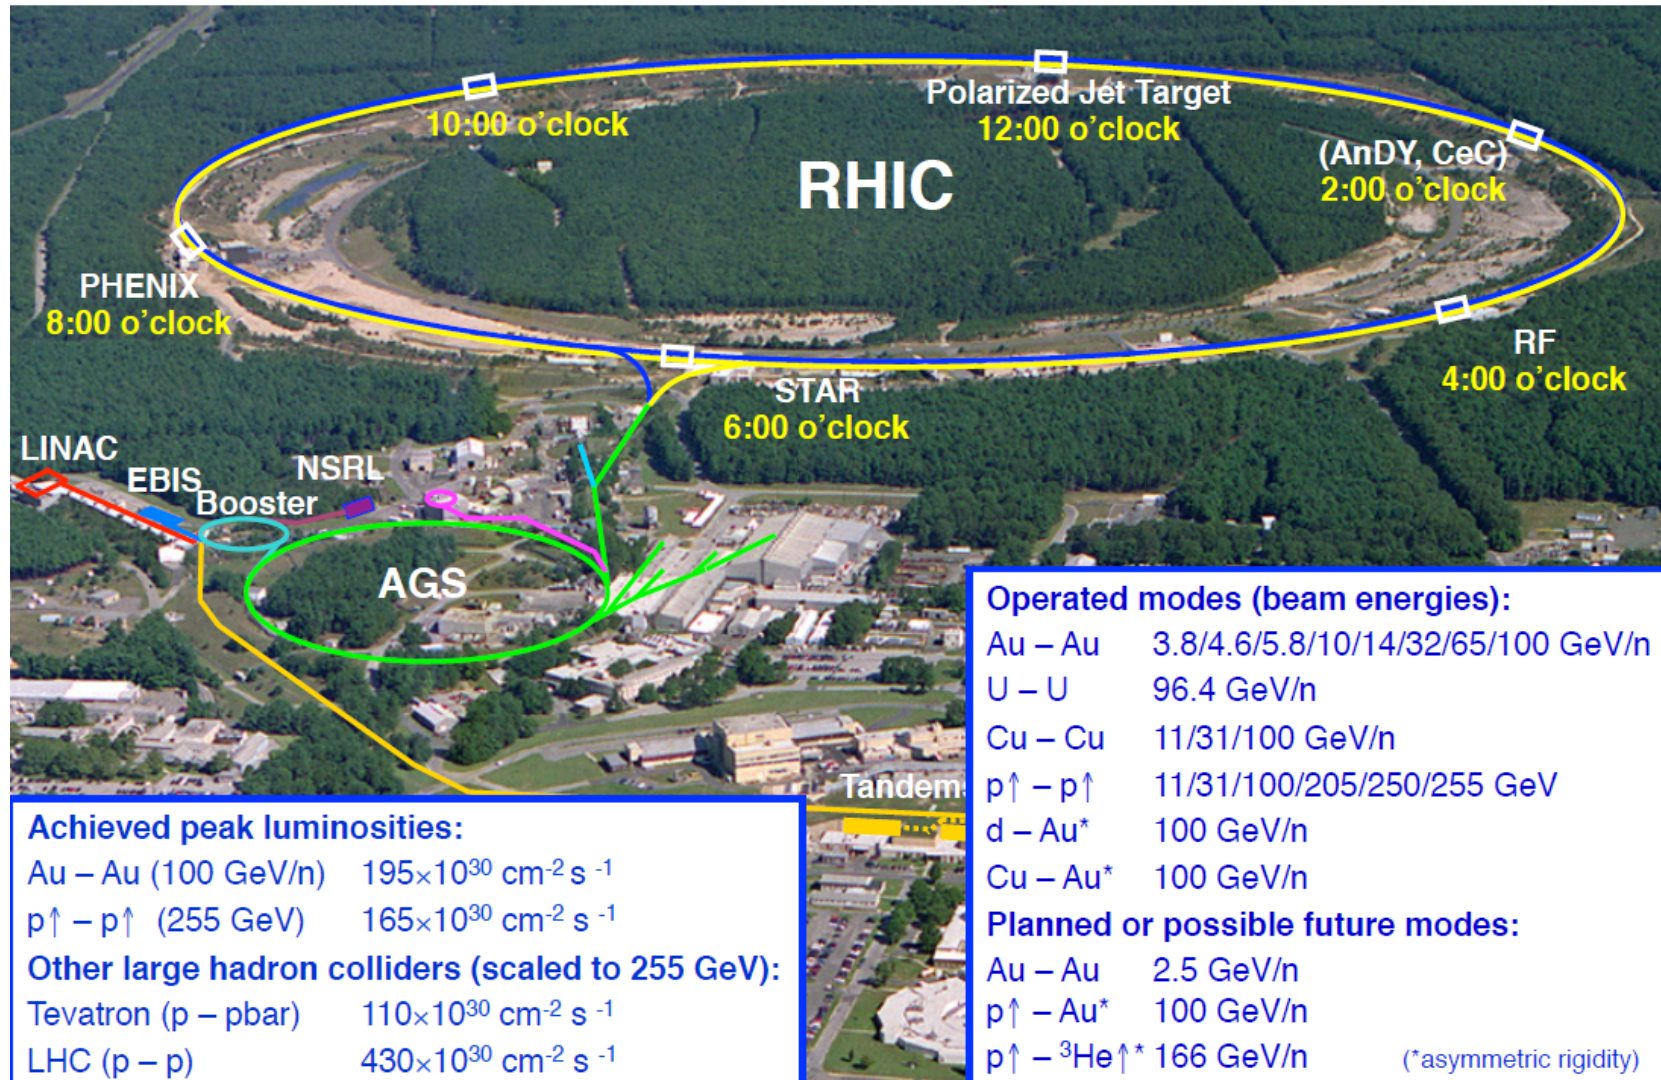 Polarized Jet Target
10:00 o’clock
12:00 o’clock
(AnDY, CeC)
RHIC
2:00 o’clock
PHENIX
8:00 o’clock
RF
4:00 o’clock
STAR
6:00 o’clock
LINAC
EBIS
NSRL
Booster
AGS
Tandems
Achieved peak luminosities:
Au – Au (100 GeV/n) 195×10³⁰ cm⁻² s ⁻¹
p↑ – p↑ (255 GeV) 165×10³⁰ cm⁻² s ⁻¹
Other large hadron colliders (scaled to 255 GeV):
Tevatron (p – pbar) 110×10³⁰ cm⁻² s ⁻¹
LHC (p – p) 430×10³⁰ cm⁻² s ⁻¹
Operated modes (beam energies):
Au – Au 3.8/4.6/5.8/10/14/32/65/100 GeV/n
U – U 96.4 GeV/n
Cu – Cu 11/31/100 GeV/n
p↑ – p↑ 11/31/100/205/250/255 GeV
d – Au* 100 GeV/n
Cu – Au* 100 GeV/n
Planned or possible future modes:
Au – Au 2.5 GeV/n
p↑ – Au* 100 GeV/n
p↑ – ³He↑* 166 GeV/n (*asymmetric rigidity)